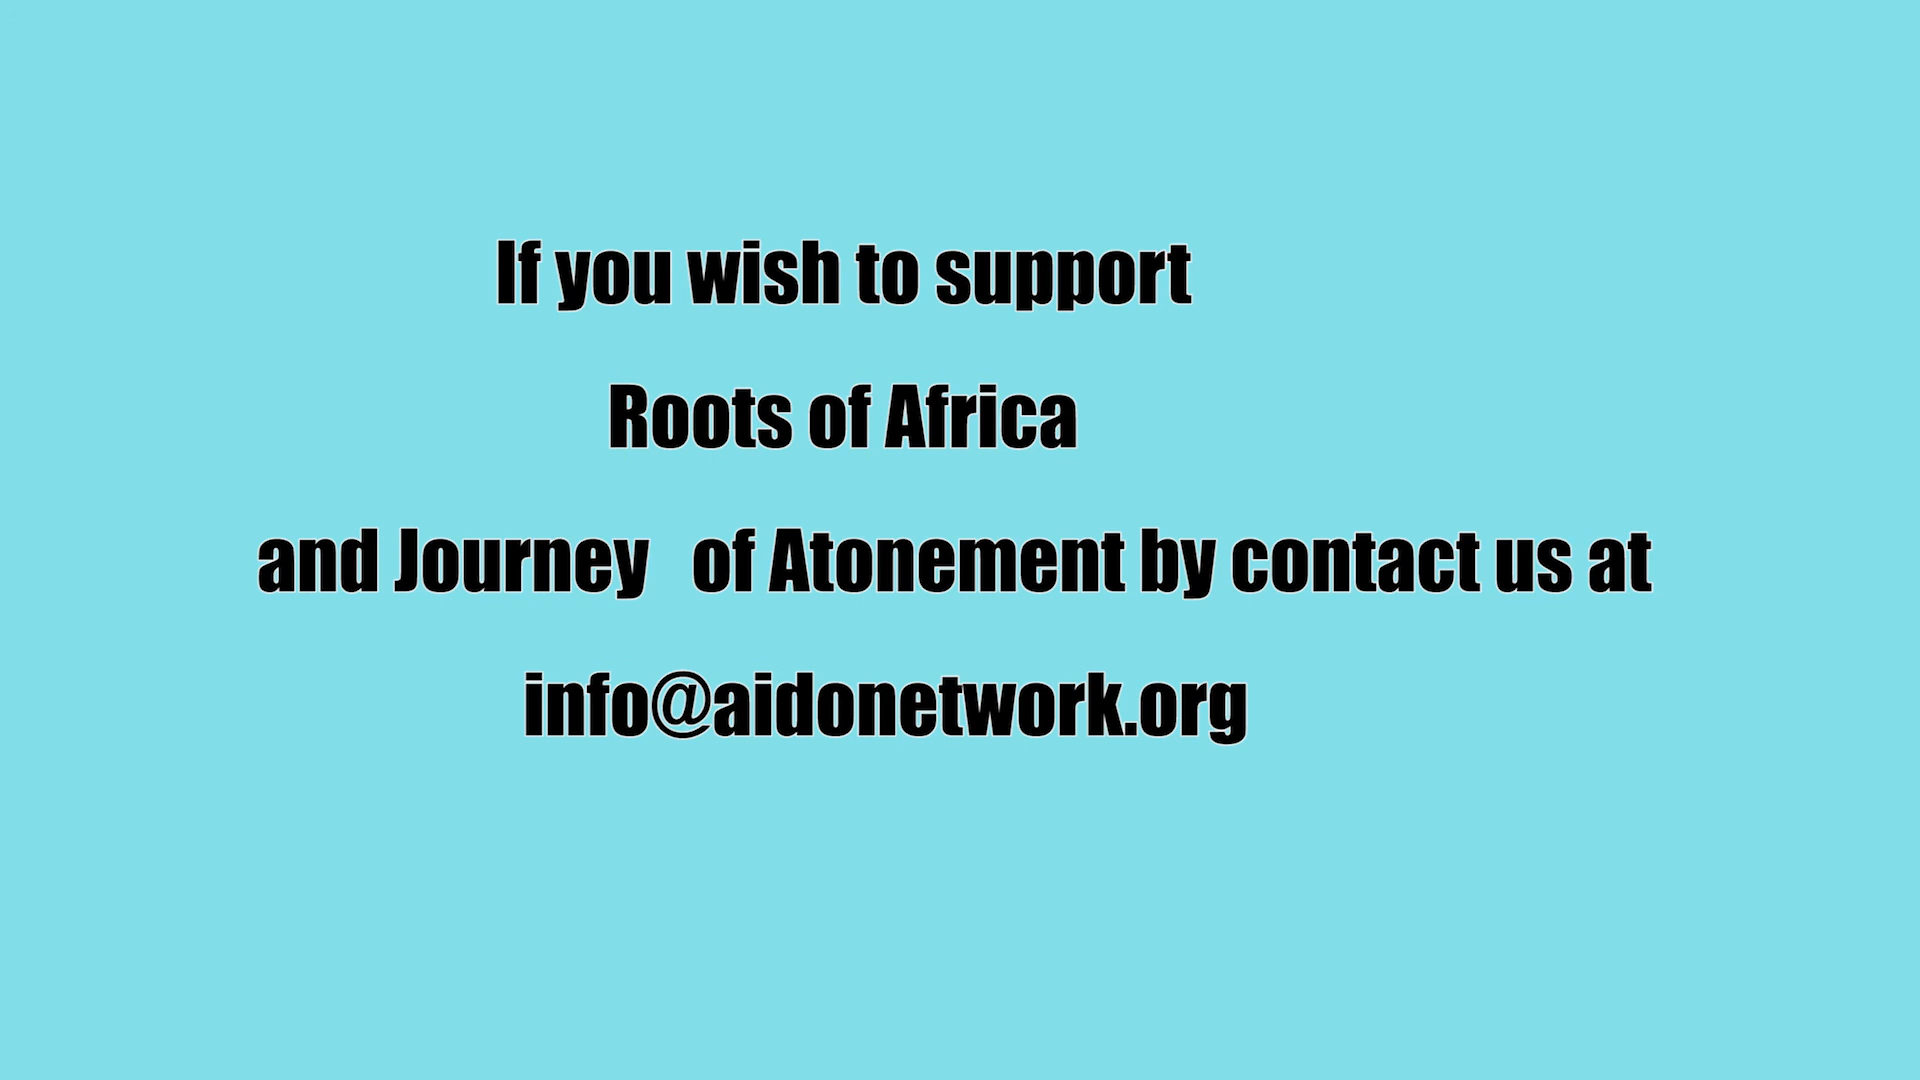 If you wish to support
Roots of Africa
and Journey of Atonement by contact us at
info@aidonetwork.org